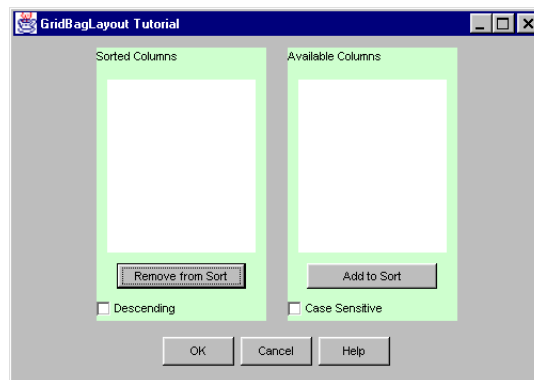 GridBagLayout Tutorial
Sorted Columns
Available Columns
Remove from Sort
Add to Sort
Descending
Case Sensitive
OK
Cancel
Help